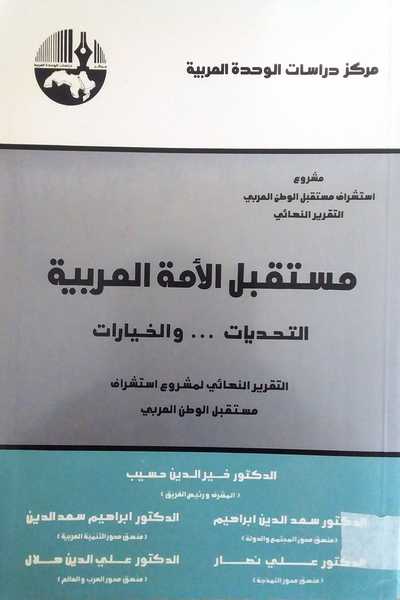 مركز دراسات الوحدة العربية
مشروع
استشراف مستقبل الوطن العربي
التقرير النهائي
مستقبل الأمة العربية
التحديات ... والخيارات
التقرير النهائي لمشروع استشراف
مستقبل الوطن العربي
الدكتور خير الدين حسيب
(المشرف ورئيس الفريق)
الدكتور سعد الدين ابراهيم
(منسق محور المجتمع والدولة)
الدكتور ابراهيم سعد الدين
(منسق محور التنمية العربية)
الدكتور علي نصار
(منسق محور النمذجة)
الدكتور علي الدين هلال
(منسق محور العرب والعالم)